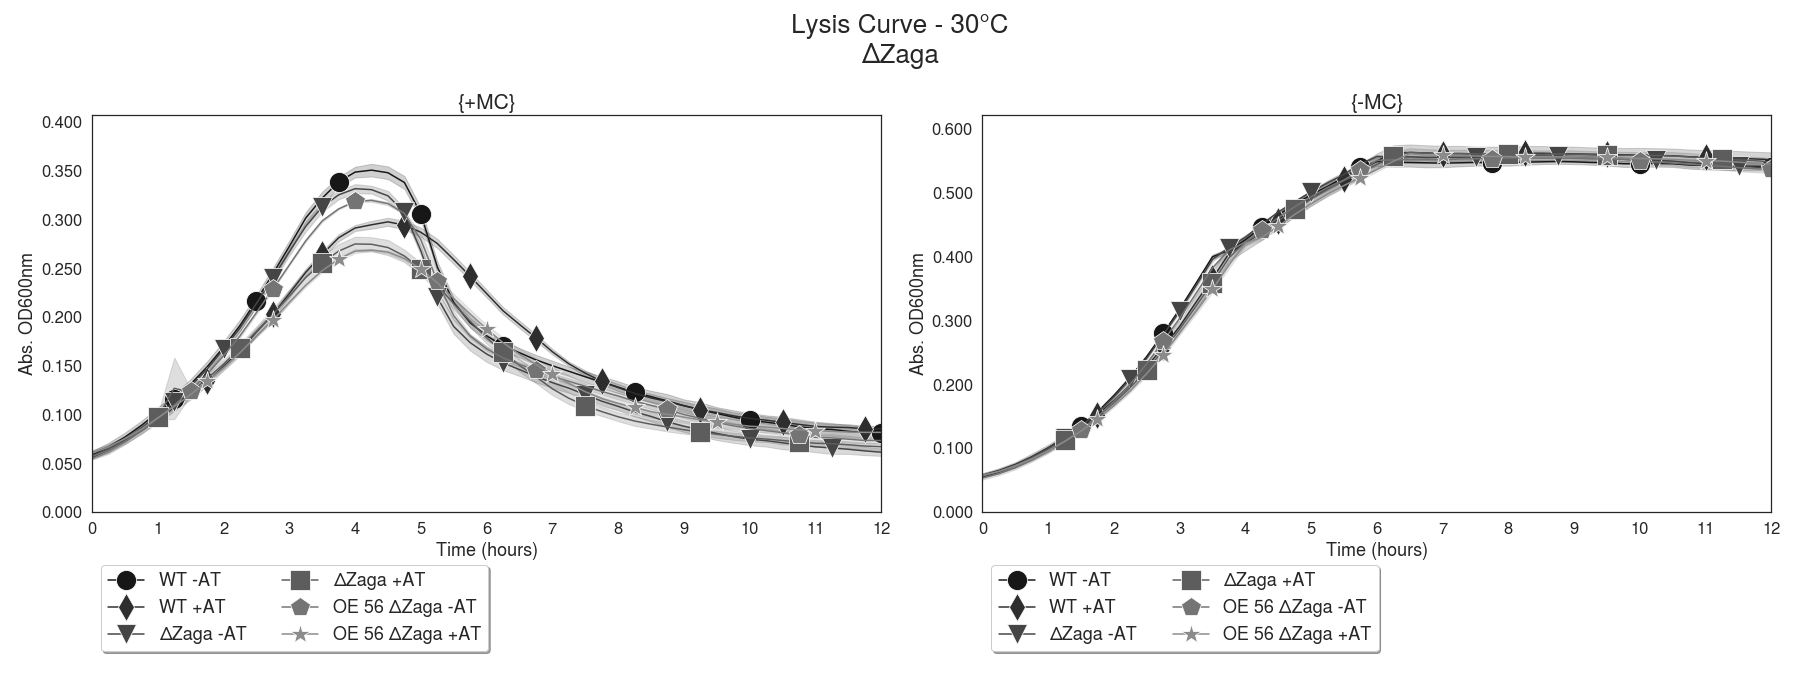 Lysis Curve - 30°C
ΔZaga
{+MC}
0.400
0.350
0.300
0.250
0.200
0.150
0.100
0.050
0.000
Abs. OD600nm
0 1 2 3 4 5 6 7 8 9 10 11 12
Time (hours)
WT -AT
WT +AT
ΔZaga -AT
ΔZaga +AT
OE 56 ΔZaga -AT
OE 56 ΔZaga +AT
{-MC}
0.600
0.500
0.400
0.300
0.200
0.100
0.000
Abs. OD600nm
0 1 2 3 4 5 6 7 8 9 10 11 12
Time (hours)
WT -AT
WT +AT
ΔZaga -AT
ΔZaga +AT
OE 56 ΔZaga -AT
OE 56 ΔZaga +AT